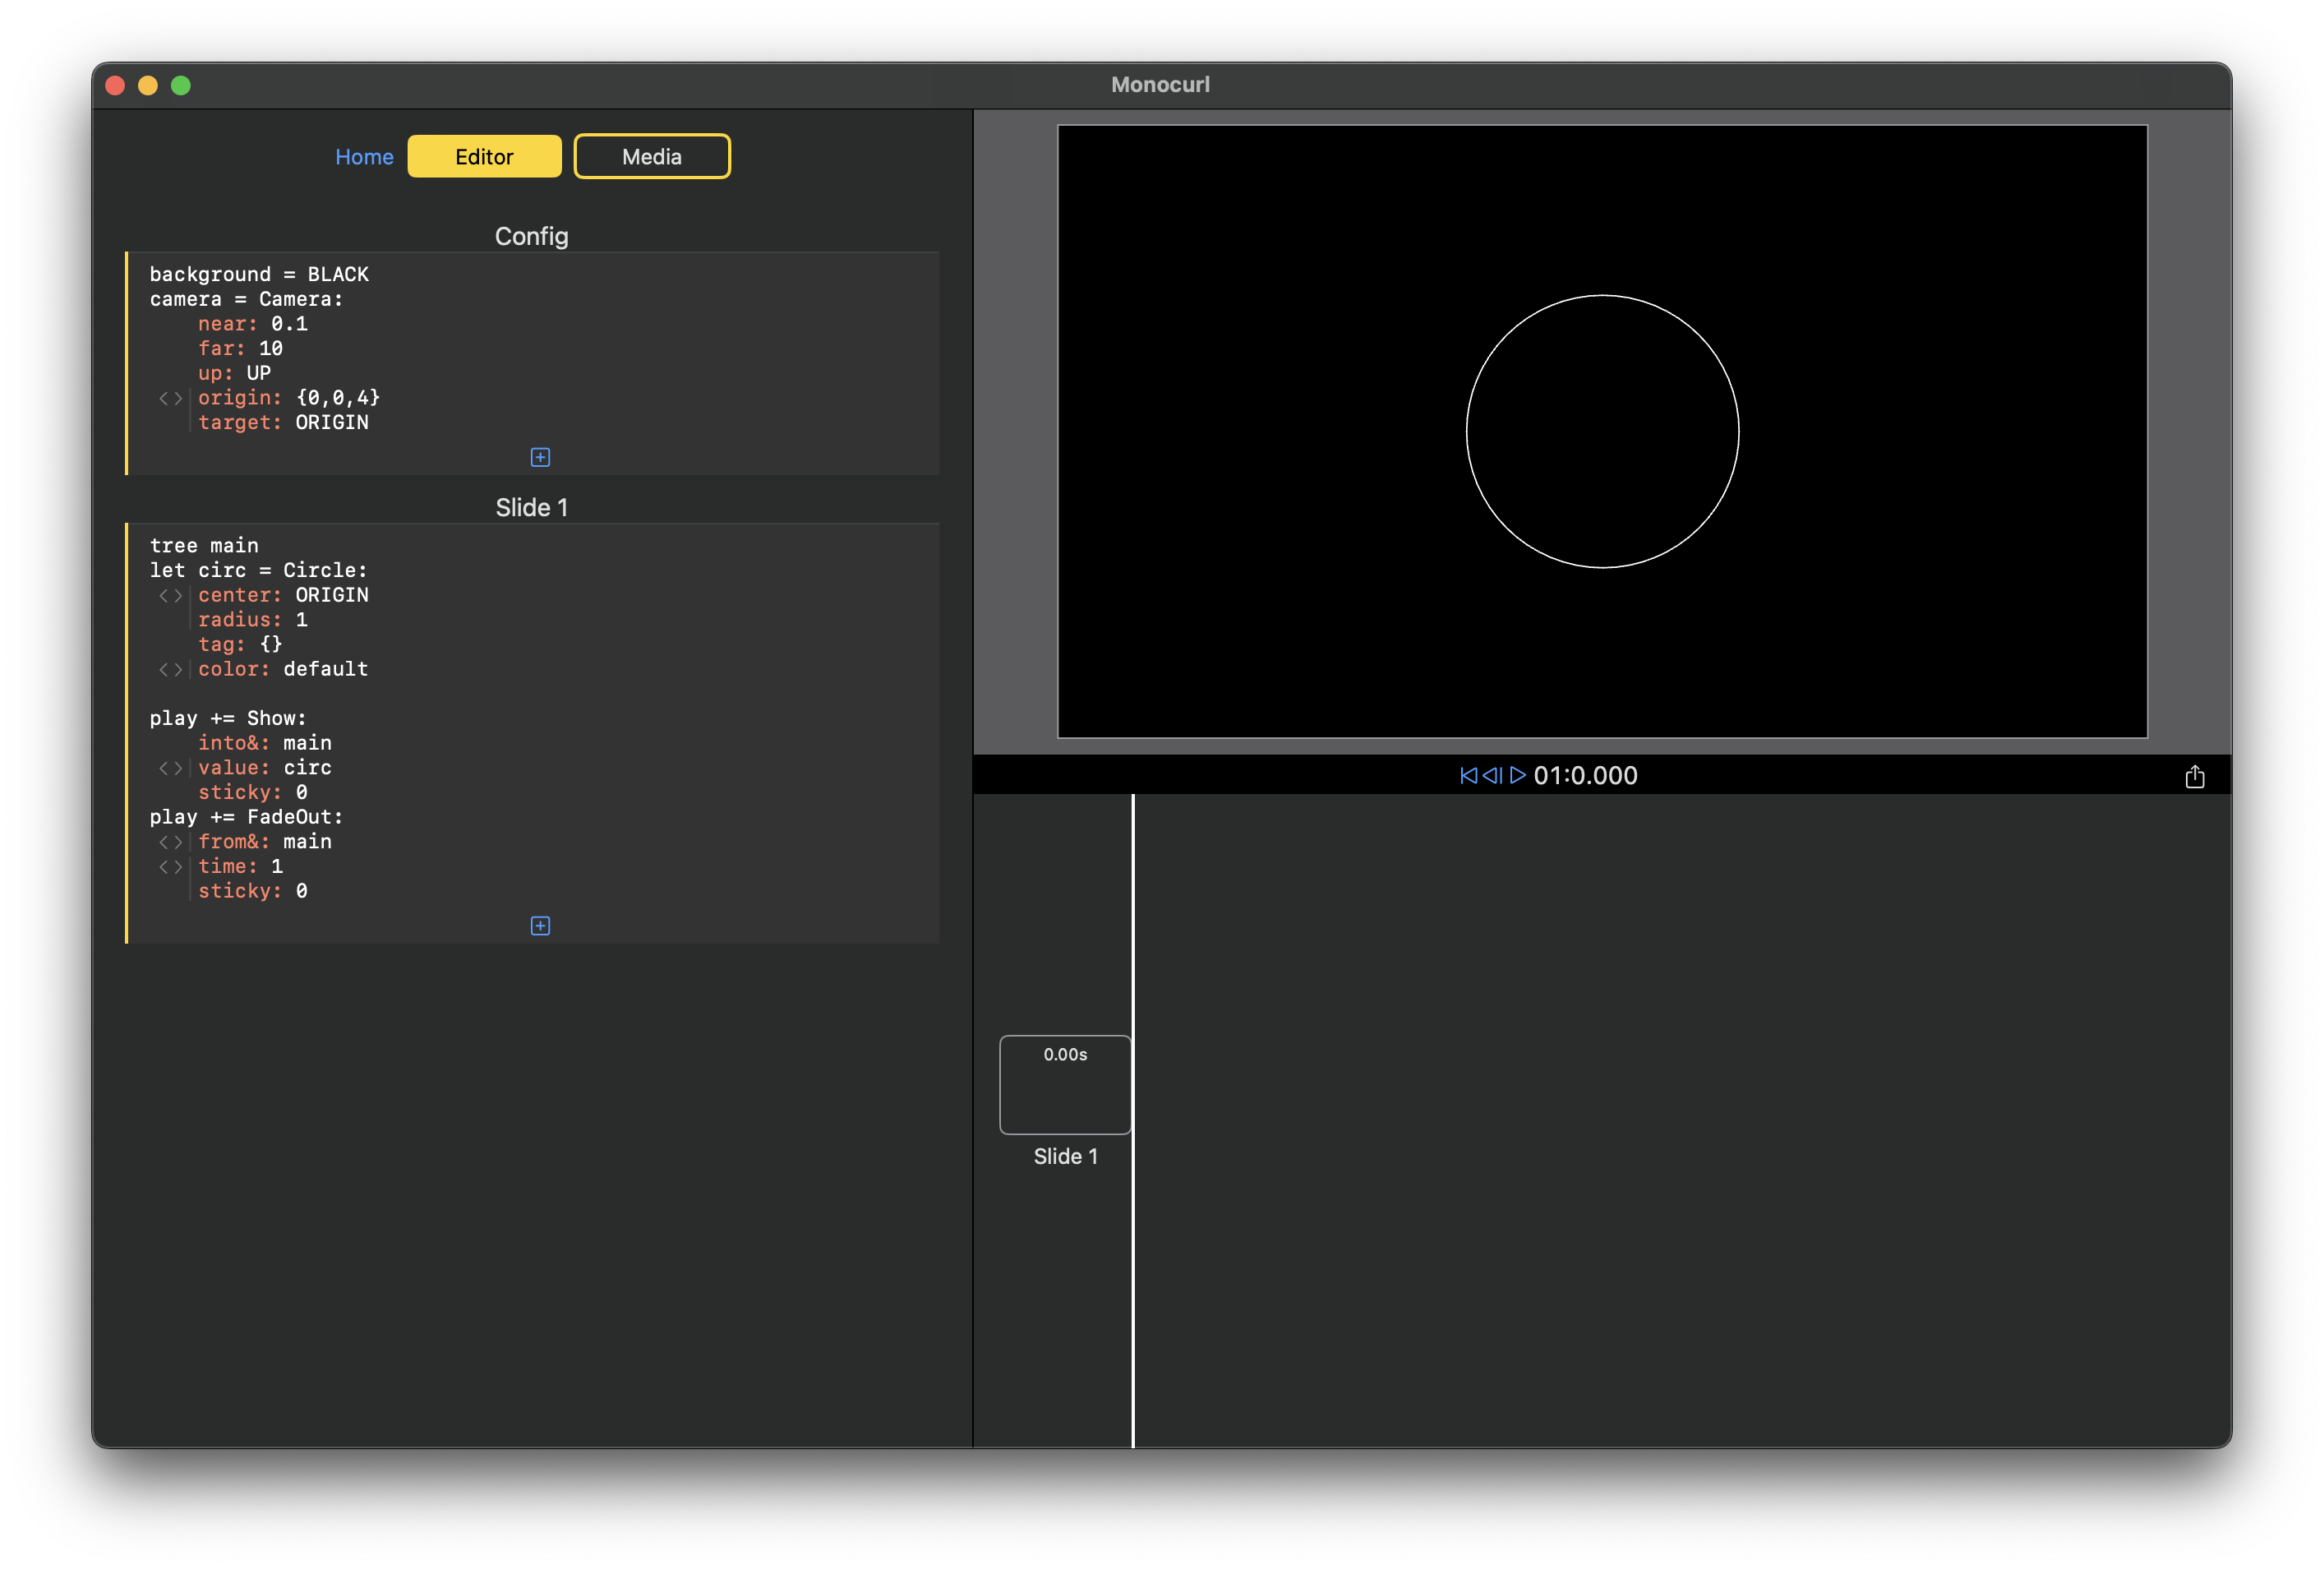 Monocurl
Home Editor Media
Config
background = BLACK
camera = Camera:
near: 0.1
far: 10
up: UP
<> origin: {0,0,4}
target: ORIGIN
Slide 1
tree main
let circ = Circle:
<> center: ORIGIN
radius: 1
tag: {}
<> color: default
play += Show:
into&: main
<> value: circ
sticky: 0
play += FadeOut:
<> from&: main
<> time: 1
sticky: 0
01:0.000
0.00s
Slide 1